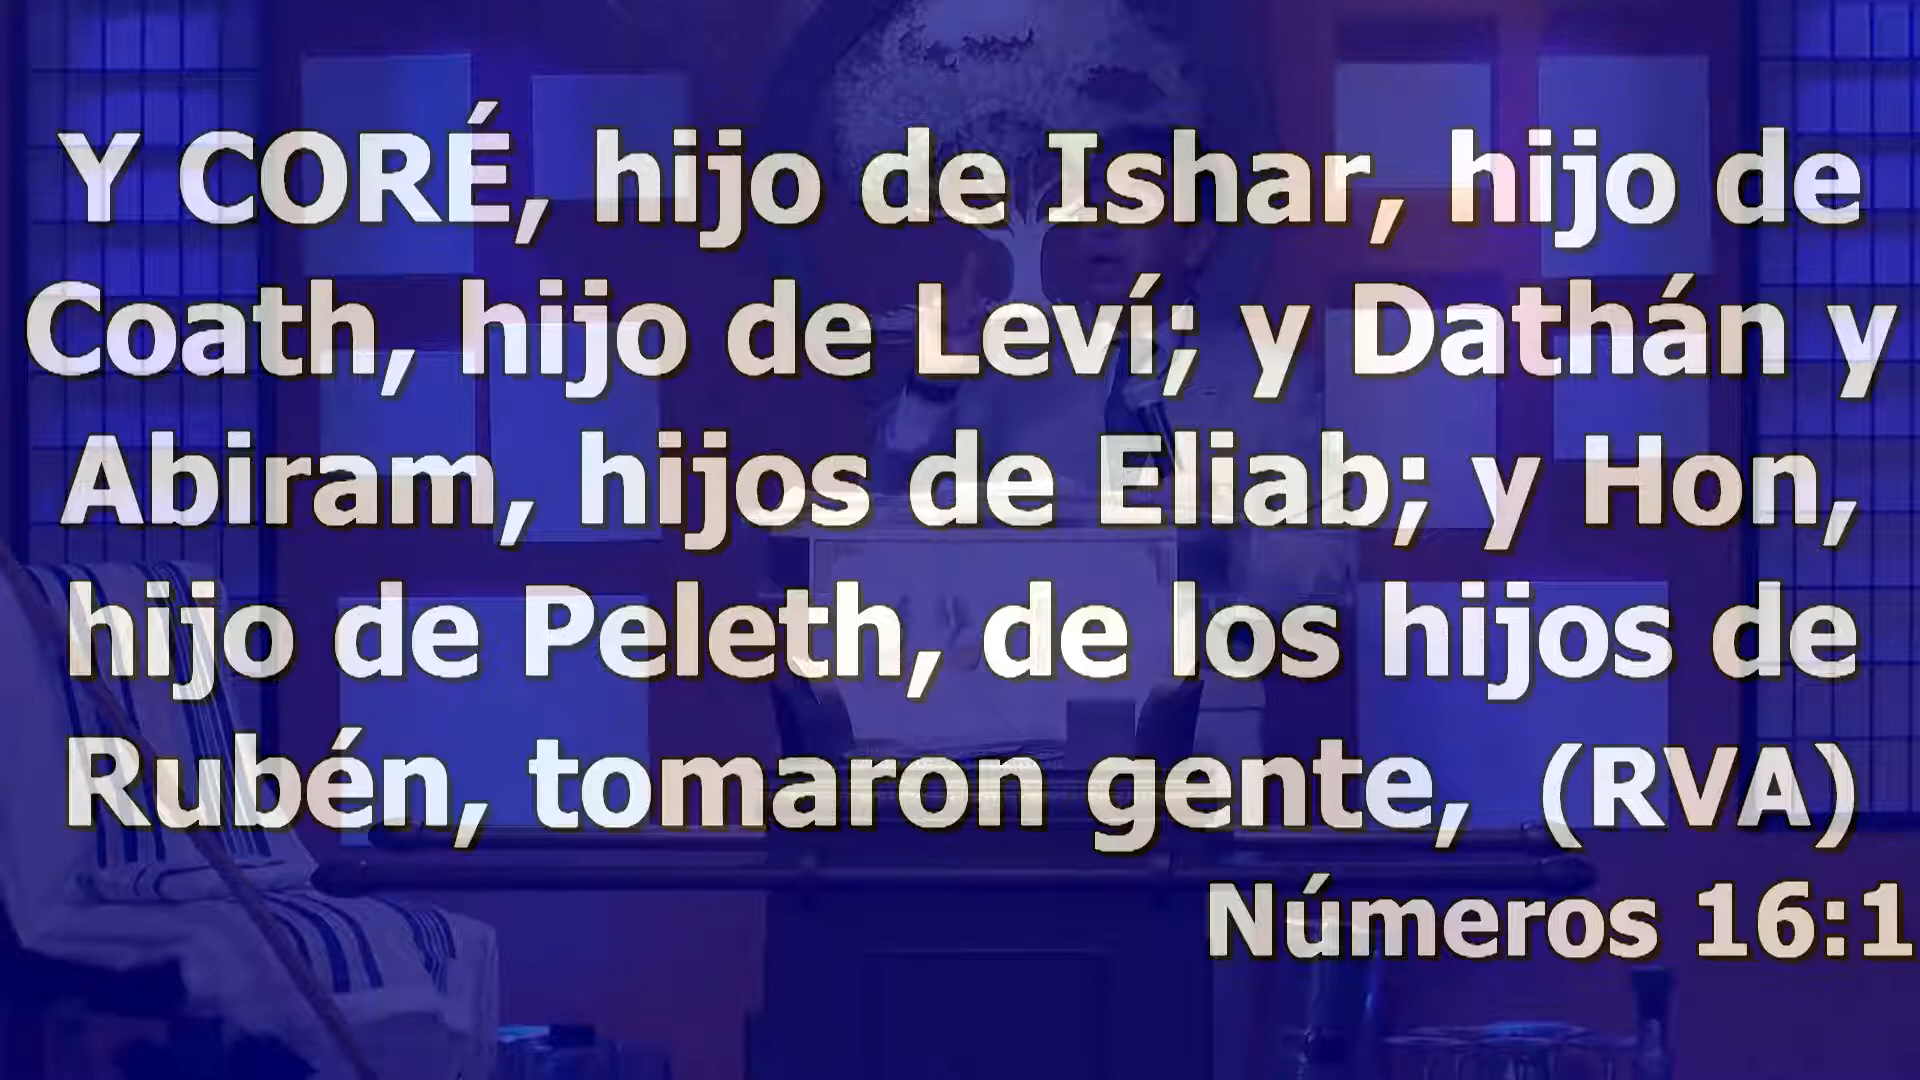 Y CORÉ, hijo de Ishar, hijo de
Coath, hijo de Leví; y Dathán y
Abiram, hijos de Eliab; y Hon,
hijo de Peleth, de los hijos de
Rubén, tomaron gente, (RVA)
Números 16:1